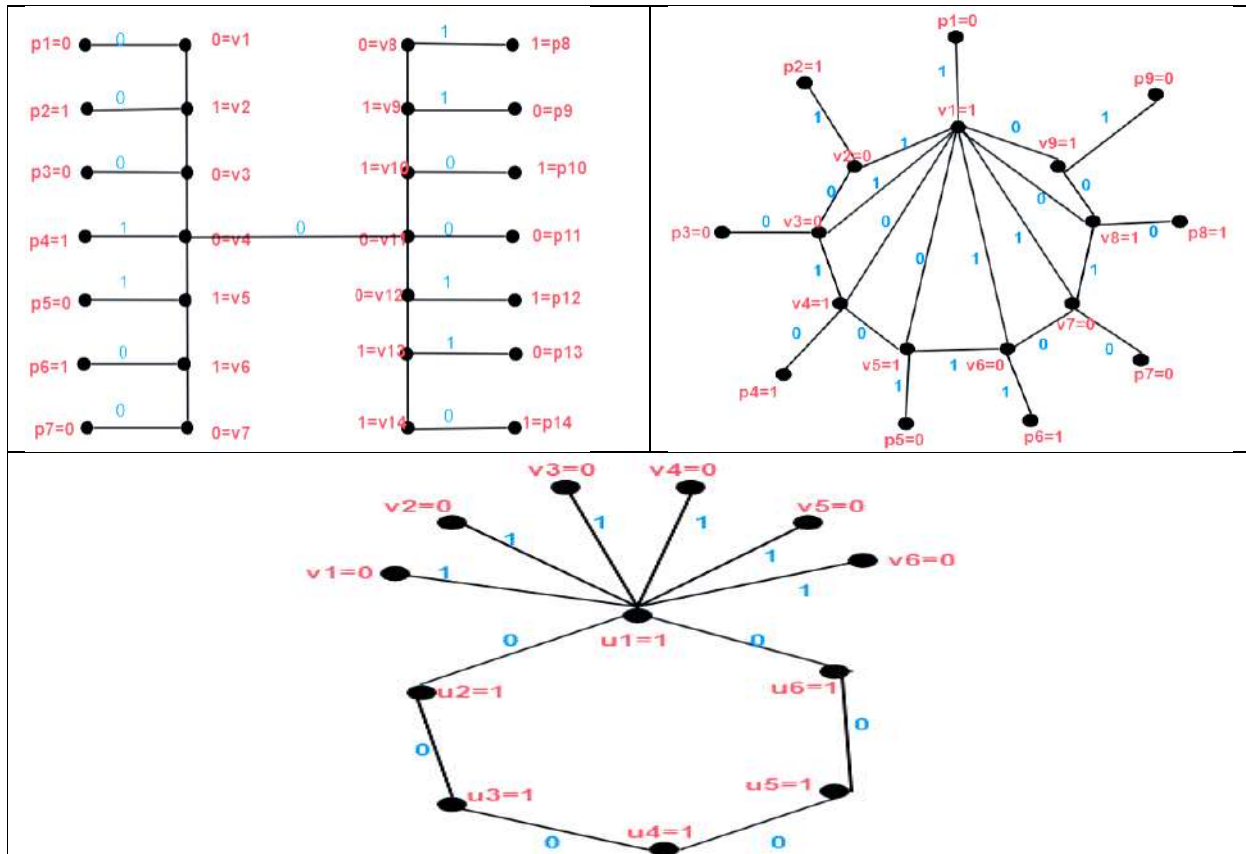 p1=0 0 0=v1 0=v8 1 1=p8
p2=1 0 1=v2 1=v9 1 0=p9
p3=0 0 0=v3 1=v10 0 1=p10
p4=1 1 0=v4 0 0=v11 0 0=p11
p5=0 1 1=v5 0=v12 1 1=p12
p6=1 0 1=v6 1=v13 1 0=p13
p7=0 0 0=v7 1=v14 0 1=p14
p1=0
p2=1 1 p9=0
1 v1=1 1
v2=0 1 0 v9=1
0 1 0 0
p3=0 0 v3=0 0 v8=1 0 p8=1
1 0 1 1 1
v4=1 v7=0
0 0 0 0
p4=1 v5=1 1 v6=0 p7=0
1 1
p5=0 p6=1
v3=0 v4=0
v2=0 1 1 v5=0
1 1
v1=0 1 1 v6=0
0 u1=1 0
u2=1 u6=1
0 0
u3=1 u5=1
0 u4=1 0